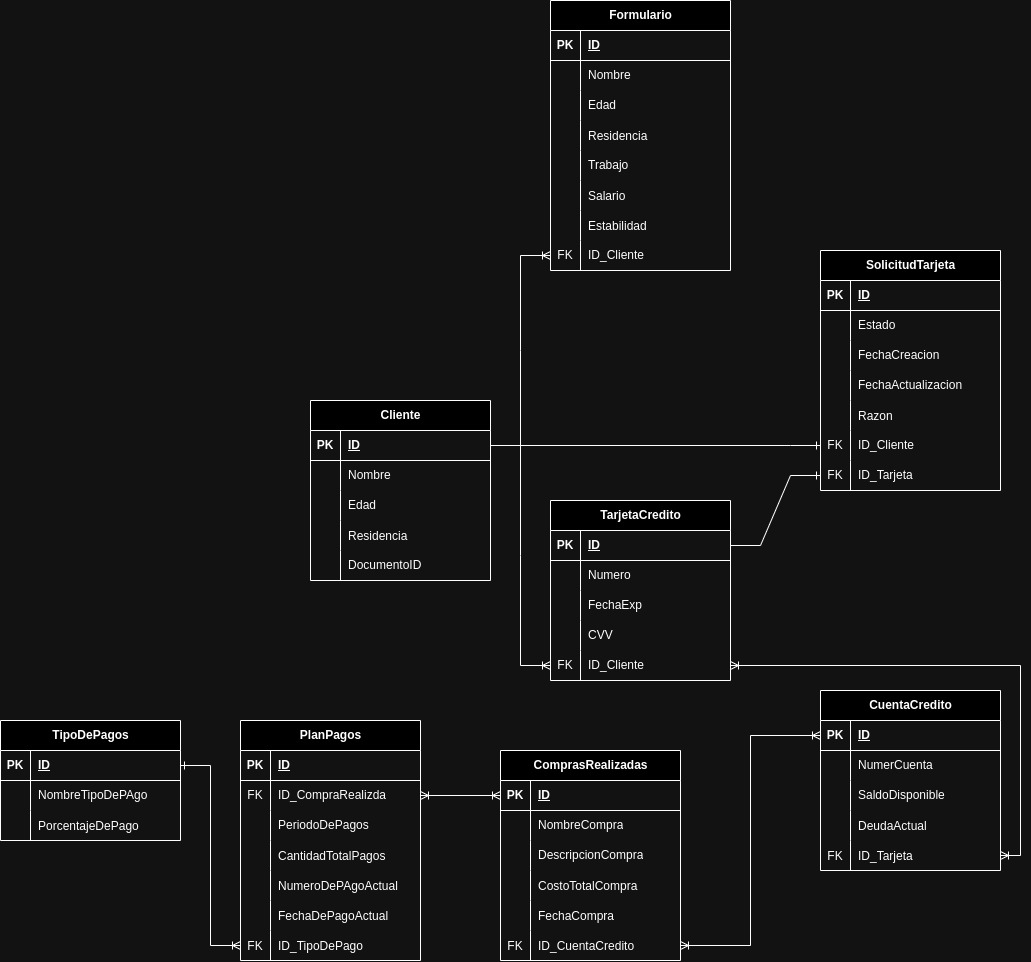 Formulario
PK ID
Nombre
Edad
Residencia
Trabajo
Salario
Estabilidad
FK ID_Cliente
SolicitudTarjeta
PK ID
Estado
FechaCreacion
FechaActualizacion
Razon
FK ID_Cliente
FK ID_Tarjeta
Cliente
PK ID
Nombre
Edad
Residencia
DocumentoID
TarjetaCredito
PK ID
Numero
FechaExp
CVV
FK ID_Cliente
CuentaCredito
PK ID
NumerCuenta
SaldoDisponible
DeudaActual
FK ID_Tarjeta
TipoDePagos
PK ID
NombreTipoDePAgo
PorcentajeDePago
PlanPagos
PK ID
FK ID_CompraRealizda
PeriodoDePagos
CantidadTotalPagos
NumeroDePAgoActual
FechaDePagoActual
FK ID_TipoDePago
ComprasRealizadas
PK ID
NombreCompra
DescripcionCompra
CostoTotalCompra
FechaCompra
FK ID_CuentaCredito